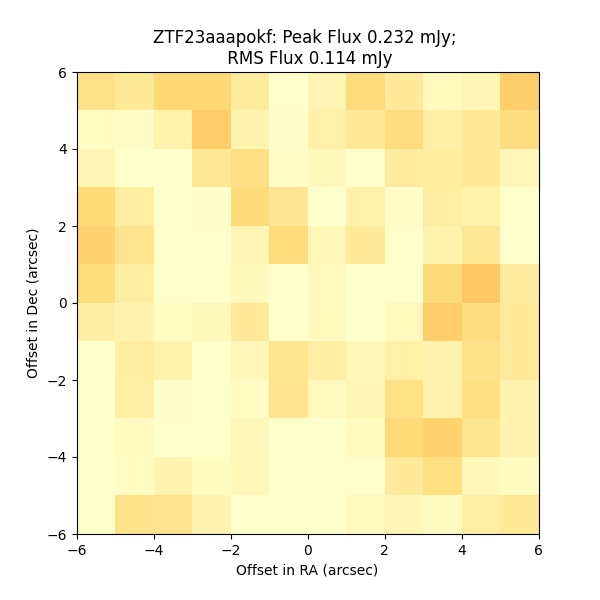 ZTF23aaapokf: Peak Flux 0.232 mJy;
RMS Flux 0.114 mJy
6
4
2
0
−2
−4
−6
Offset in Dec (arcsec)
−6 −4 −2 0 2 4 6
Offset in RA (arcsec)